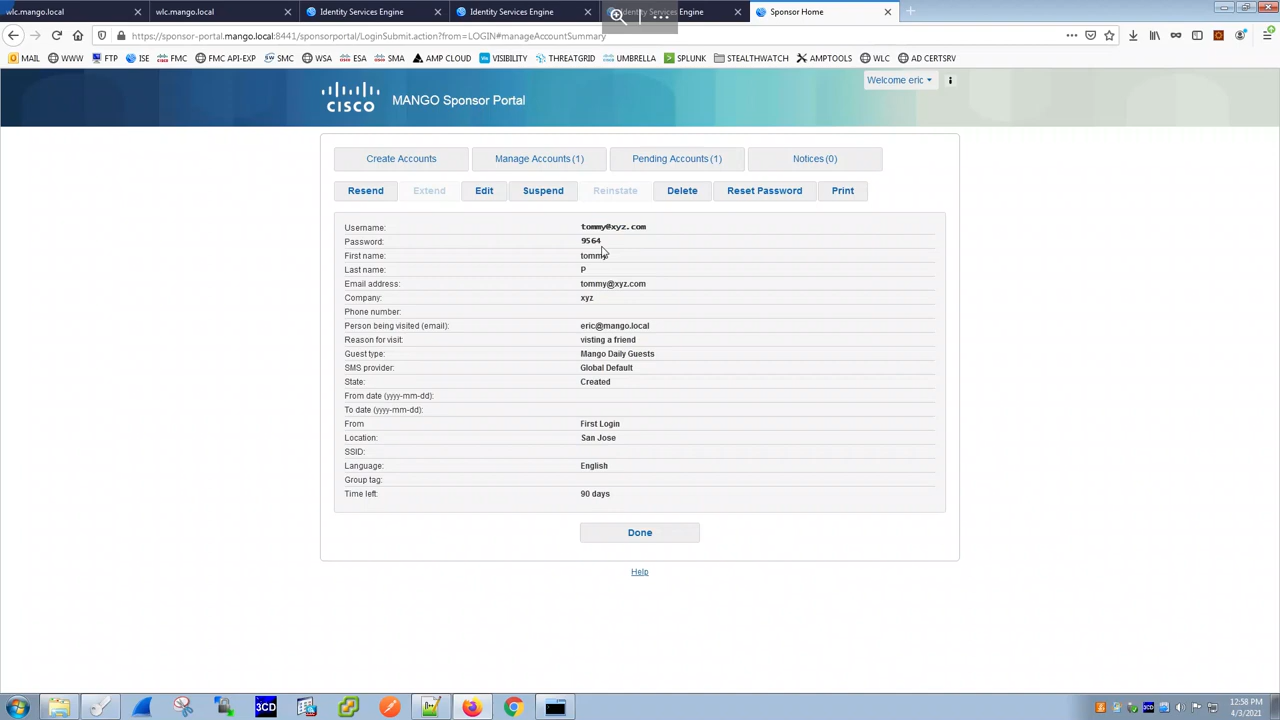 wlc.mango.local
wlc.mango.local
Identity Services Engine
Identity Services Engine
Identity Services Engine
Sponsor Home
https://sponsor-portal.mango.local:8441/sponsorportal/LoginSubmit.action?from=LOGIN#manageAccountSummary
MAIL WWW FTP ISE FMC FMC API-EXP SMC WSA ESA SMA AMP CLOUD VISIBILITY THREATGRID UMBRELLA SPLUNK STEALTHWATCH AMPTOOLS WLC AD CERTSRV
CISCO MANGO Sponsor Portal
Welcome eric
Create Accounts Manage Accounts (1) Pending Accounts (1) Notices (0)
Resend Extend Edit Suspend Reinstate Delete Reset Password Print
Username: tommy@xyz.com
Password: 9564
First name: tommy
Last name: P
Email address: tommy@xyz.com
Company: xyz
Phone number:
Person being visited (email): eric@mango.local
Reason for visit: visting a friend
Guest type: Mango Daily Guests
SMS provider: Global Default
State: Created
From date (yyyy-mm-dd):
To date (yyyy-mm-dd):
From First Login
Location: San Jose
SSID:
Language: English
Group tag:
Time left: 90 days
Done
Help
3CD
12:58 PM
4/3/2021